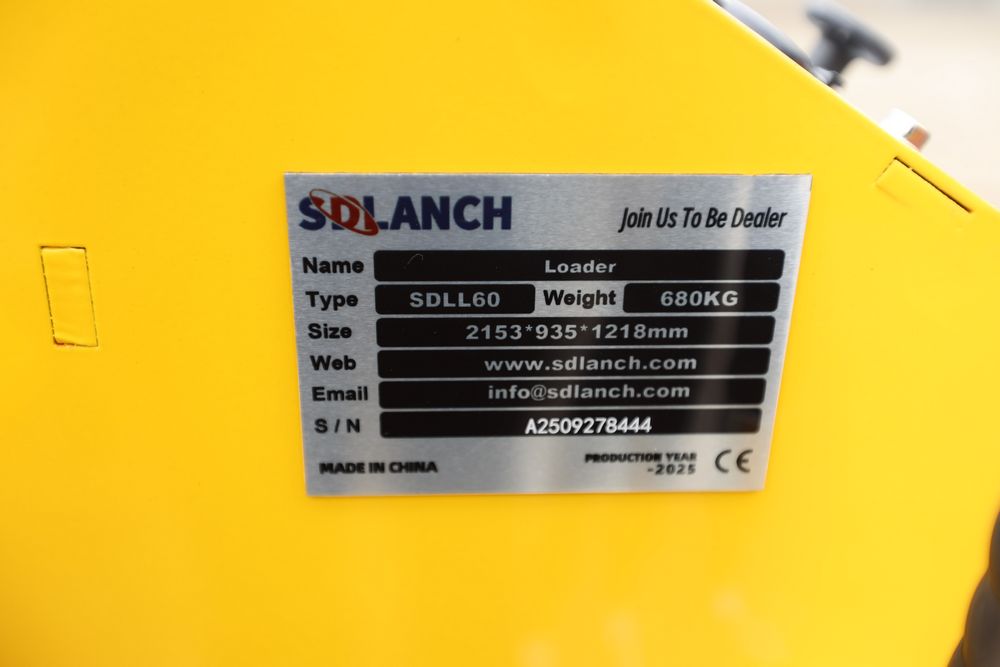 SDLANCH Join Us To Be Dealer
Name Loader
Type SDLL60 Weight 680KG
Size 2153*935*1218mm
Web www.sdlanch.com
Email info@sdlanch.com
S/N A2509278444
MADE IN CHINA PRODUCTION YEAR
-2025 CE